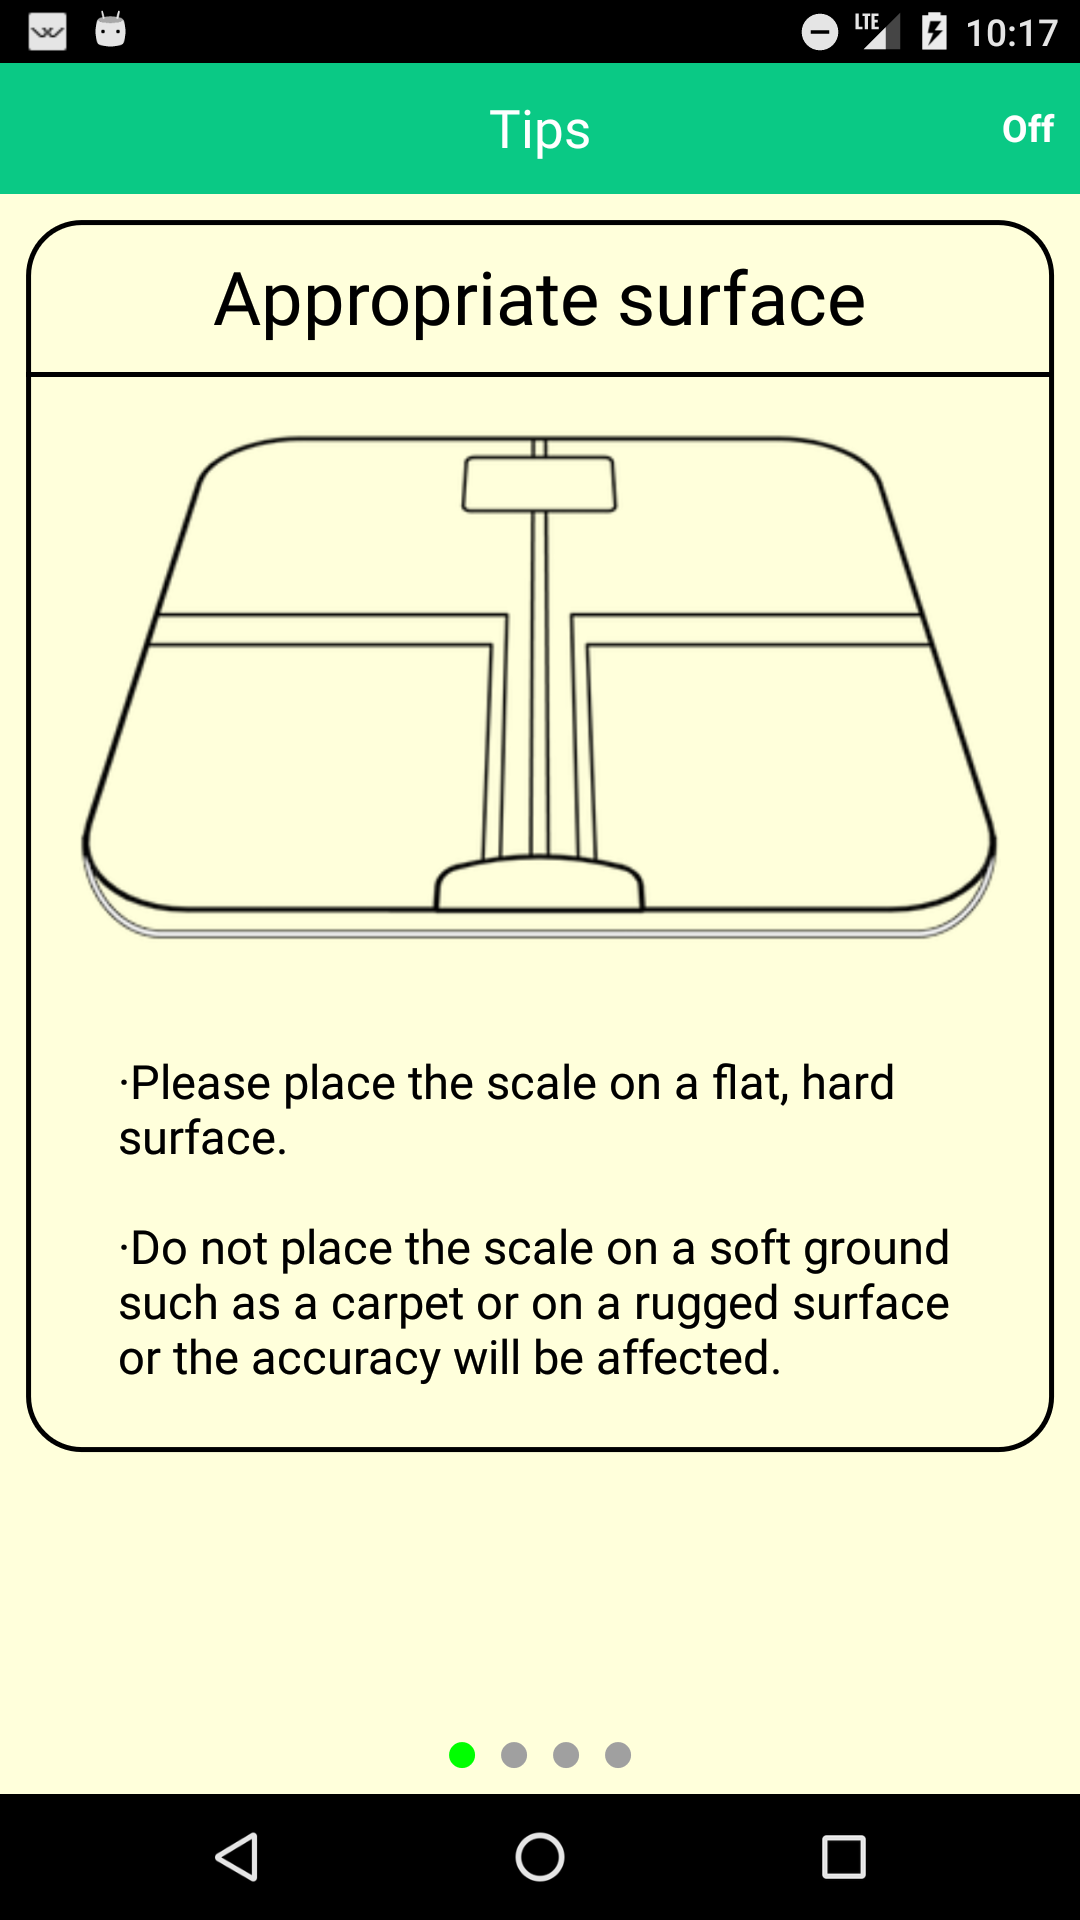 LTE 10:17
Tips
Off
Appropriate surface
·Please place the scale on a flat, hard
surface.
·Do not place the scale on a soft ground
such as a carpet or on a rugged surface
or the accuracy will be affected.